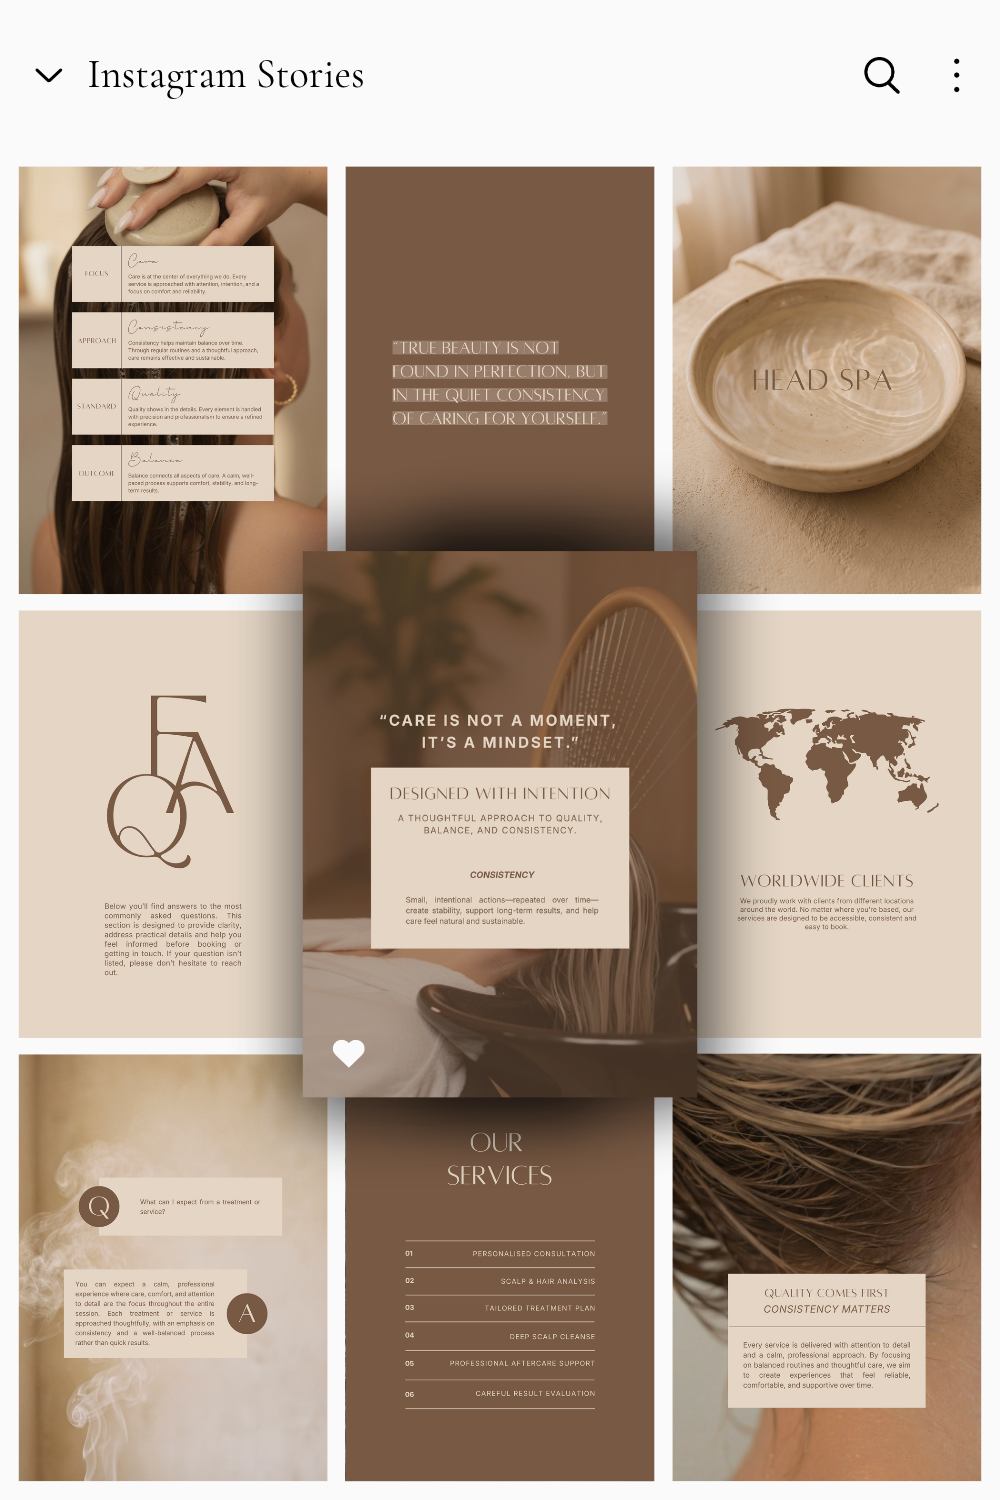 Instagram Stories
FOCUS
Care
Care is at the center of everything we do. Every
service is approached with attention, intention, and a
focus on comfort and reliability.
APPROACH
Consistency
Consistency helps maintain balance over time.
Through regular routines and a thoughtful approach,
care remains effective and sustainable.
STANDARD
Quality
Quality shows in the details. Every element is handled
with precision and professionalism to ensure a refined
experience.
OUTCOME
Balance
Balance connects all aspects of care. A calm, well-
paced process supports comfort, stability, and long-
term results.
“TRUE BEAUTY IS NOT
FOUND IN PERFECTION, BUT
IN THE QUIET CONSISTENCY
OF CARING FOR YOURSELF.”
HEAD SPA
FAQ
Below you'll find answers to the most
commonly asked questions. This
section is designed to provide clarity,
address practical details and help you
feel informed before booking or
getting in touch. If your question isn't
listed, please don't hesitate to reach
out.
“CARE IS NOT A MOMENT,
IT’S A MINDSET.”
DESIGNED WITH INTENTION
A THOUGHTFUL APPROACH TO QUALITY,
BALANCE, AND CONSISTENCY.
CONSISTENCY
Small, intentional actions—repeated over time—
create stability, support long-term results, and help
care feel natural and sustainable.
WORLDWIDE CLIENTS
We proudly work with clients from different locations
around the world. No matter where you're based, our
services are designed to be accessible, consistent and
easy to book.
Q
What can I expect from a treatment or
service?
You can expect a calm, professional
experience where care, comfort, and attention
to detail are the focus throughout the entire
session. Each treatment or service is
approached thoughtfully, with an emphasis on
consistency and a well-balanced process
rather than quick results.
A
OUR
SERVICES
01 PERSONALISED CONSULTATION
02 SCALP & HAIR ANALYSIS
03 TAILORED TREATMENT PLAN
04 DEEP SCALP CLEANSE
05 PROFESSIONAL AFTERCARE SUPPORT
06 CAREFUL RESULT EVALUATION
QUALITY COMES FIRST
CONSISTENCY MATTERS
Every service is delivered with attention to detail
and a calm, professional approach. By focusing
on balanced routines and thoughtful care, we aim
to create experiences that feel reliable,
comfortable, and supportive over time.